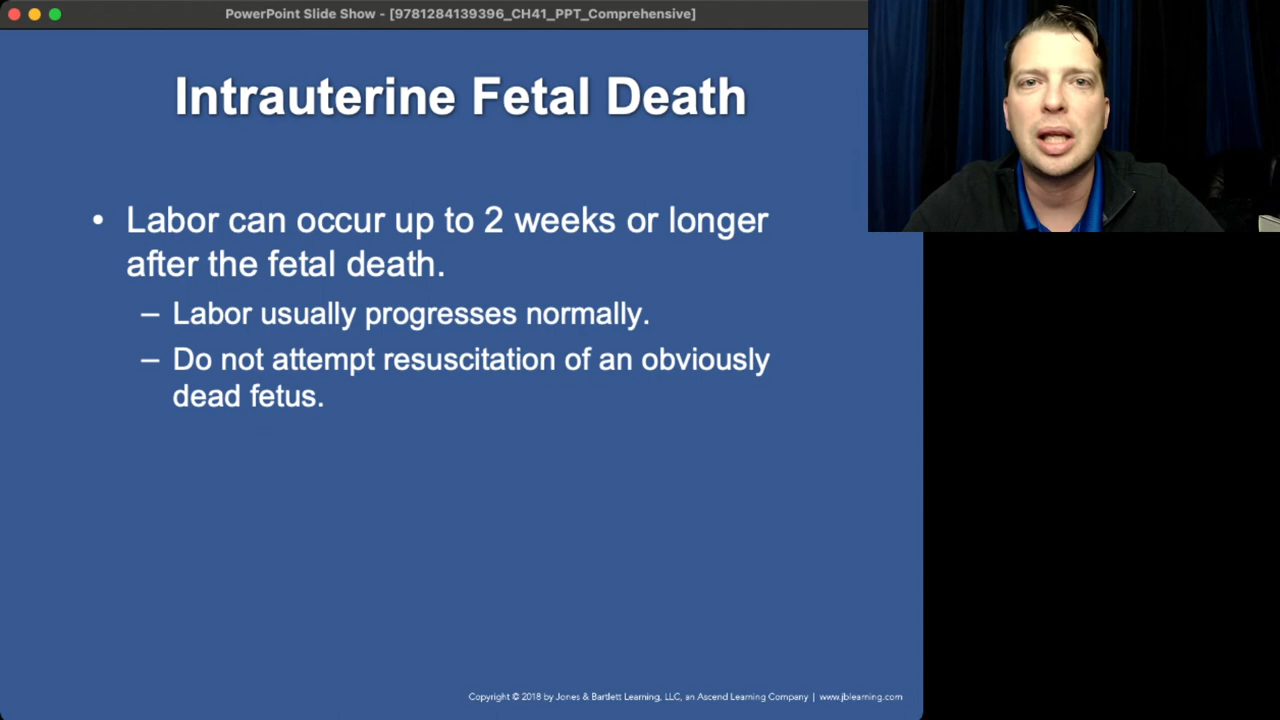 PowerPoint Slide Show - [9781284139396_CH41_PPT_Comprehensive]
Intrauterine Fetal Death
• Labor can occur up to 2 weeks or longer
after the fetal death.
– Labor usually progresses normally.
– Do not attempt resuscitation of an obviously
dead fetus.
Copyright © 2018 by Jones & Bartlett Learning, LLC, an Ascend Learning Company | www.jblearning.com